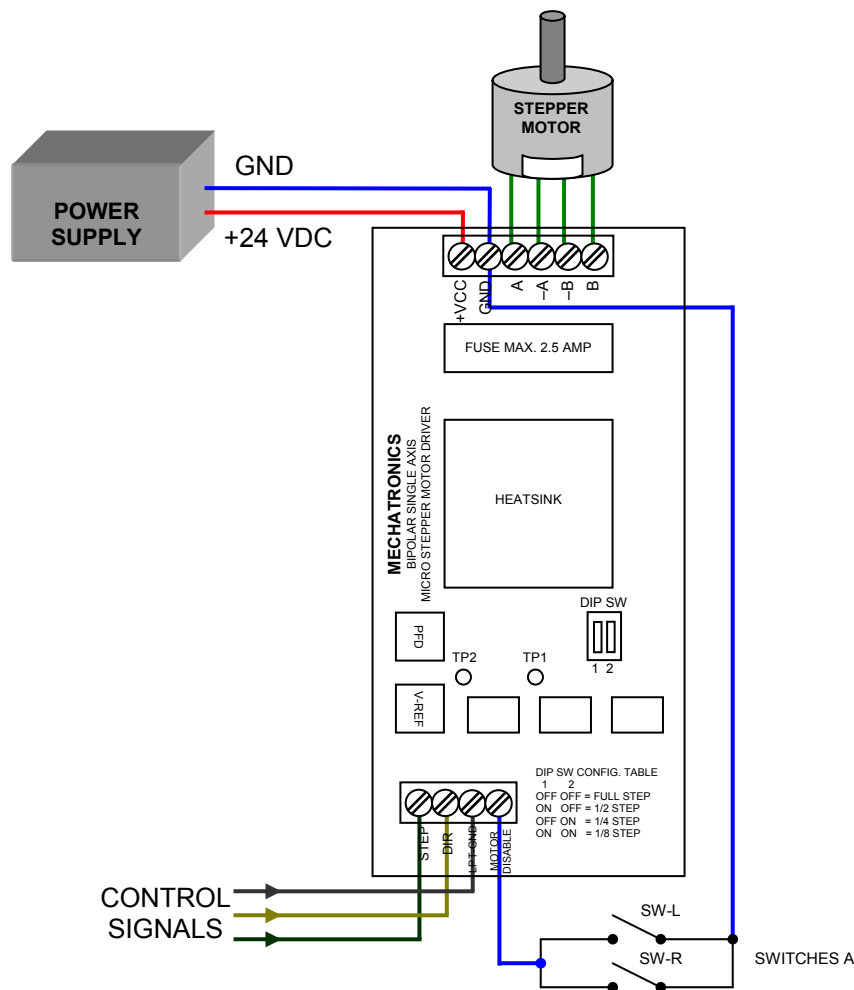 STEPPER
MOTOR
GND
POWER
SUPPLY
+24 VDC
+VCC
GND
A
–A
–B
B
FUSE MAX. 2.5 AMP
MECHATRONICS
BIPOLAR SINGLE AXIS
MICRO STEPPER MOTOR DRIVER
HEATSINK
DIP SW
1 2
PFD
TP2
TP1
V-REF
DIP SW CONFIG. TABLE
1 2
OFF OFF = FULL STEP
ON OFF = 1/2 STEP
OFF ON = 1/4 STEP
ON ON = 1/8 STEP
STEP
DIR
LPT-GND
MOTOR
DISABLE
CONTROL
SIGNALS
SW-L
SW-R
SWITCHES A